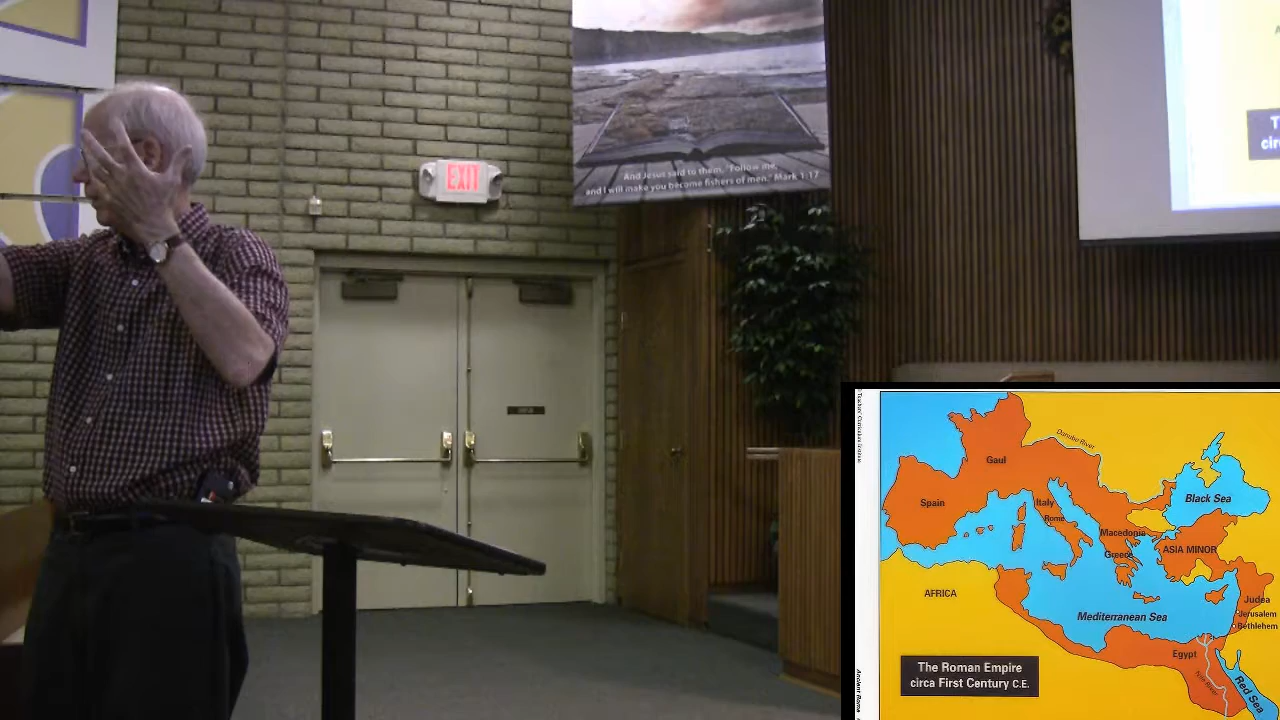 EXIT
And Jesus said to them, "Follow me,
and I will make you become fishers of men." Mark 1:17
Danube River
Gaul
Spain
Italy
Rome
Black Sea
Macedonia
Greece
ASIA MINOR
AFRICA
Mediterranean Sea
Judea
Jerusalem
Bethlehem
Egypt
Nile River
Red Sea
The Roman Empire
circa First Century C.E.